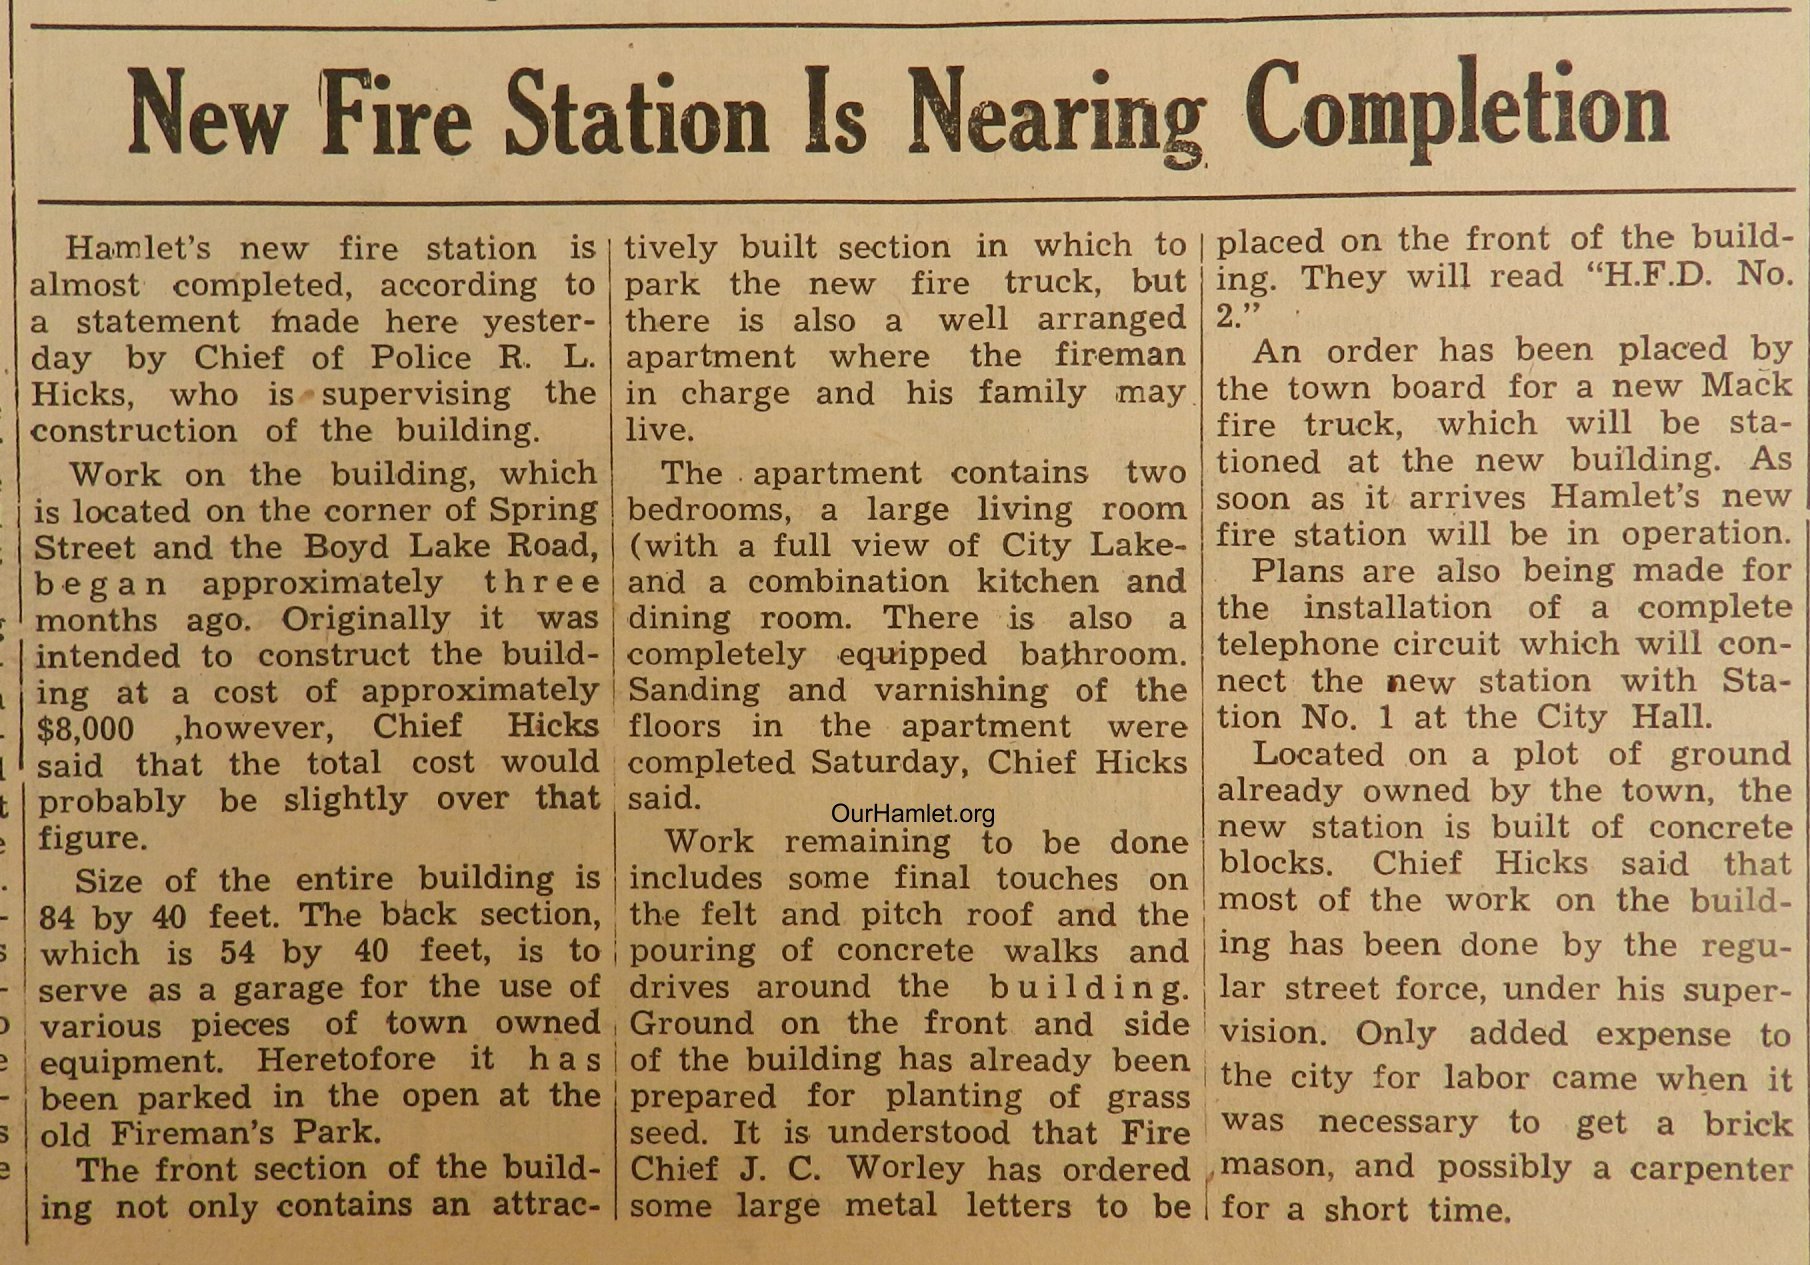 New Fire Station Is Nearing Completion
Hamlet's new fire station is
almost completed, according to
a statement made here yester-
day by Chief of Police R. L.
Hicks, who is supervising the
construction of the building.
Work on the building, which
is located on the corner of Spring
Street and the Boyd Lake Road,
began approximately three
months ago. Originally it was
intended to construct the build-
ing at a cost of approximately
$8,000 ,however, Chief Hicks
said that the total cost would
probably be slightly over that
figure.
Size of the entire building is
84 by 40 feet. The back section,
which is 54 by 40 feet, is to
serve as a garage for the use of
various pieces of town owned
equipment. Heretofore it has
been parked in the open at the
old Fireman's Park.
The front section of the build-
ing not only contains an attrac-
tively built section in which to
park the new fire truck, but
there is also a well arranged
apartment where the fireman
in charge and his family may
live.
The apartment contains two
bedrooms, a large living room
(with a full view of City Lake-
and a combination kitchen and
dining room. There is also a
completely equipped bathroom.
Sanding and varnishing of the
floors in the apartment were
completed Saturday, Chief Hicks
said.
OurHamlet.org
Work remaining to be done
includes some final touches on
the felt and pitch roof and the
pouring of concrete walks and
drives around the building.
Ground on the front and side
of the building has already been
prepared for planting of grass
seed. It is understood that Fire
Chief J. C. Worley has ordered
some large metal letters to be
placed on the front of the build-
ing. They will read “H.F.D. No.
2.”
An order has been placed by
the town board for a new Mack
fire truck, which will be sta-
tioned at the new building. As
soon as it arrives Hamlet's new
fire station will be in operation.
Plans are also being made for
the installation of a complete
telephone circuit which will con-
nect the new station with Sta-
tion No. 1 at the City Hall.
Located on a plot of ground
already owned by the town, the
new station is built of concrete
blocks. Chief Hicks said that
most of the work on the build-
ing has been done by the regu-
lar street force, under his super-
vision. Only added expense to
the city for labor came when it
was necessary to get a brick
mason, and possibly a carpenter
for a short time.